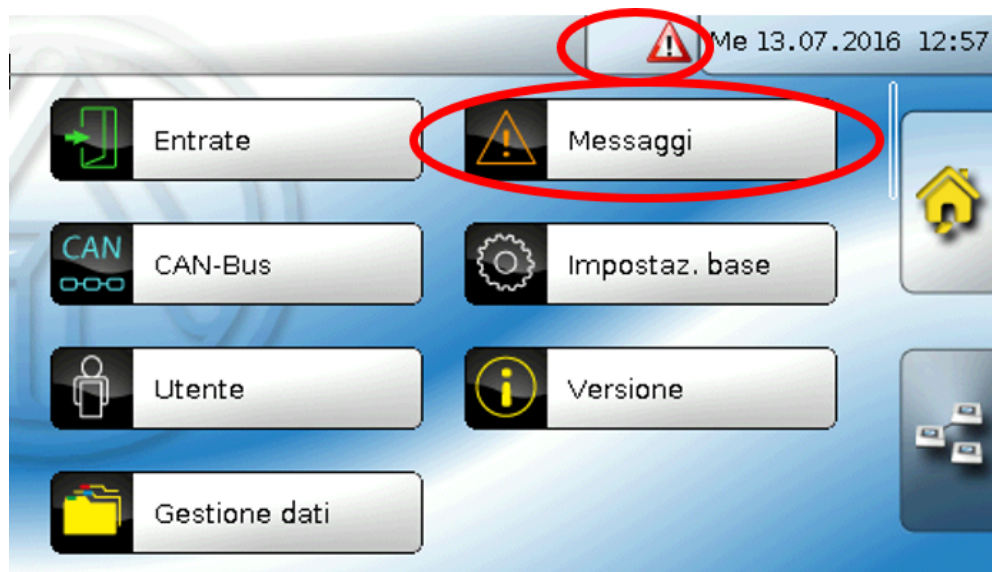 Me 13.07.2016 12:57
Entrate
Messaggi
CAN
CAN-Bus
Impostaz. base
Utente
Versione
Gestione dati